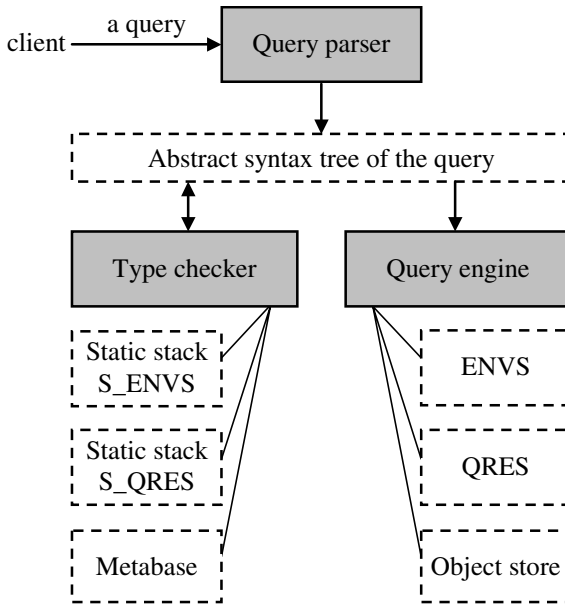 a query
client
Query parser
Abstract syntax tree of the query
Type checker
Query engine
Static stack
S_ENVS
ENVS
Static stack
S_QRES
QRES
Metabase
Object store